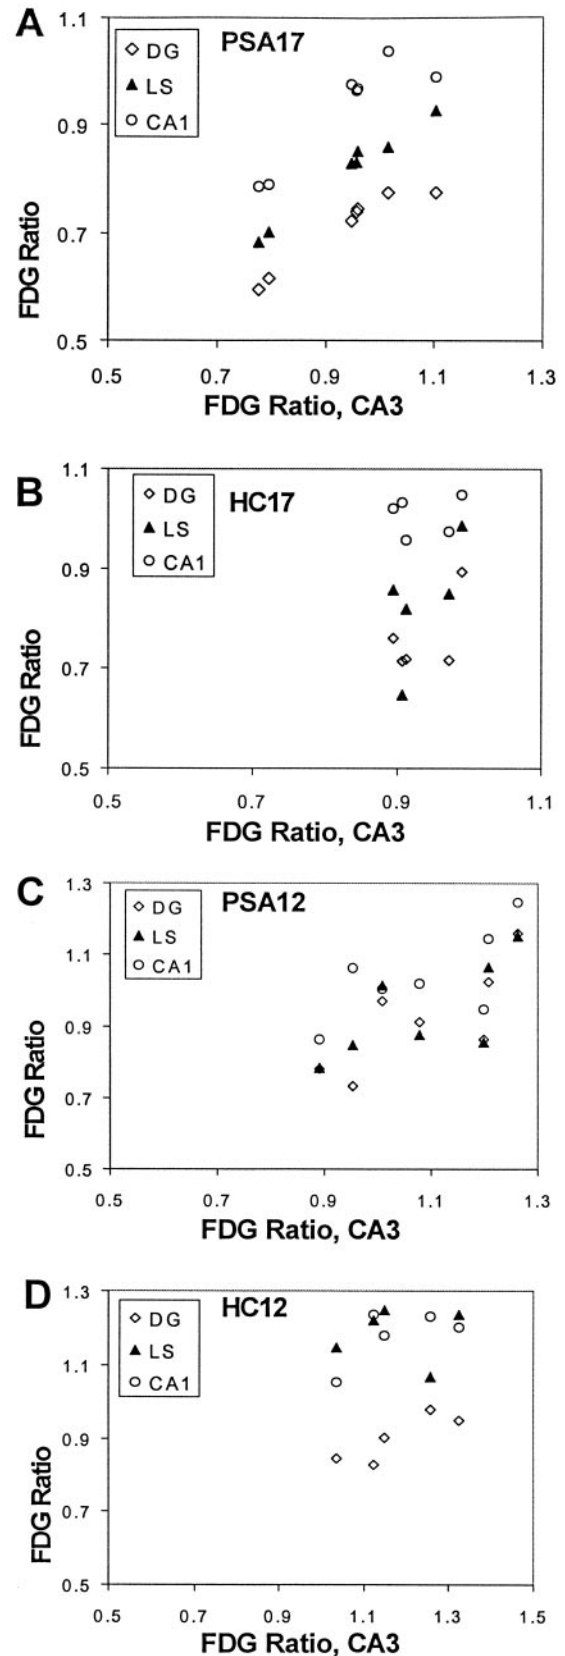 A
PSA17
DG
LS
CA1
1.1
0.9
0.7
0.5
FDG Ratio
0.5 0.7 0.9 1.1 1.3
FDG Ratio, CA3
B
HC17
DG
LS
CA1
1.1
0.9
0.7
0.5
FDG Ratio
0.5 0.7 0.9 1.1
FDG Ratio, CA3
C
PSA12
DG
LS
CA1
1.3
1.1
0.9
0.7
0.5
FDG Ratio
0.5 0.7 0.9 1.1 1.3
FDG Ratio, CA3
D
HC12
DG
LS
CA1
1.3
1.1
0.9
0.7
0.5
FDG Ratio
0.5 0.7 0.9 1.1 1.3 1.5
FDG Ratio, CA3